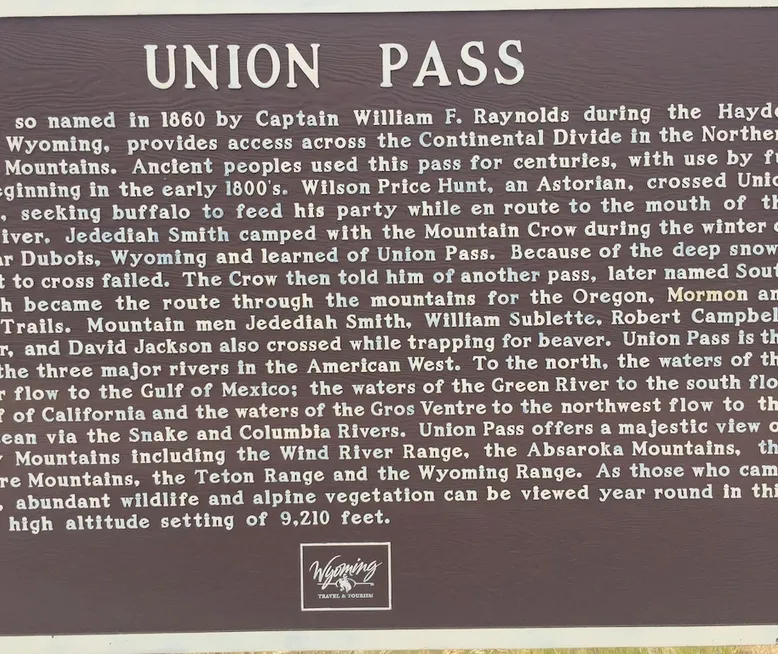 UNION PASS
so named in 1860 by Captain William F. Raynolds during the Hayd
Wyoming, provides access across the Continental Divide in the Northe
Mountains. Ancient peoples used this pass for centuries, with use by f
eginning in the early 1800's. Wilson Price Hunt, an Astorian, crossed Unio
, seeking buffalo to feed his party while en route to the mouth of th
iver. Jedediah Smith camped with the Mountain Crow during the winter o
ar Dubois, Wyoming and learned of Union Pass. Because of the deep snow
t to cross failed. The Crow then told him of another pass, later named Sout
h became the route through the mountains for the Oregon, Mormon an
Trails. Mountain men Jedediah Smith, William Sublette, Robert Campbel
r, and David Jackson also crossed while trapping for beaver. Union Pass is th
the three major rivers in the American West. To the north, the waters of th
r flow to the Gulf of Mexico; the waters of the Green River to the south flo
f of California and the waters of the Gros Ventre to the northwest flow to th
ean via the Snake and Columbia Rivers. Union Pass offers a majestic view o
y Mountains including the Wind River Range, the Absaroka Mountains, th
re Mountains, the Teton Range and the Wyoming Range. As those who cam
, abundant wildlife and alpine vegetation can be viewed year round in thi
high altitude setting of 9,210 feet.
Wyoming
TRAVEL & TOURISM